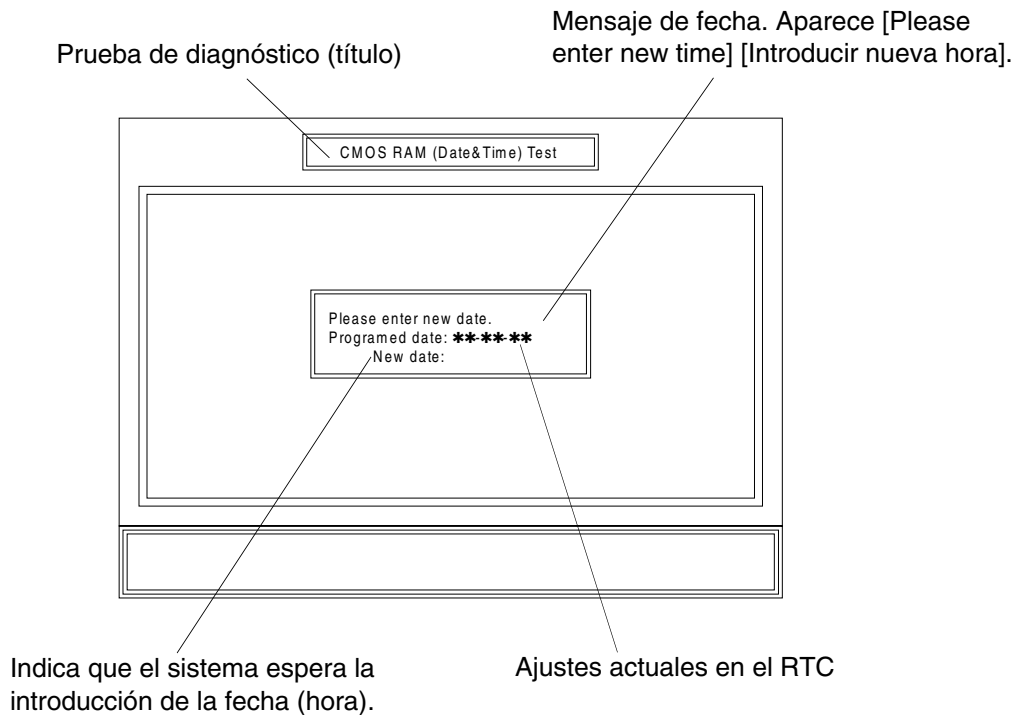 Mensaje de fecha. Aparece [Please
enter new time] [Introducir nueva hora].
Prueba de diagnóstico (título)
CMOS RAM (Date&Time) Test
Please enter new date.
Programed date: **-**-**
New date:
Indica que el sistema espera la
introducción de la fecha (hora).
Ajustes actuales en el RTC